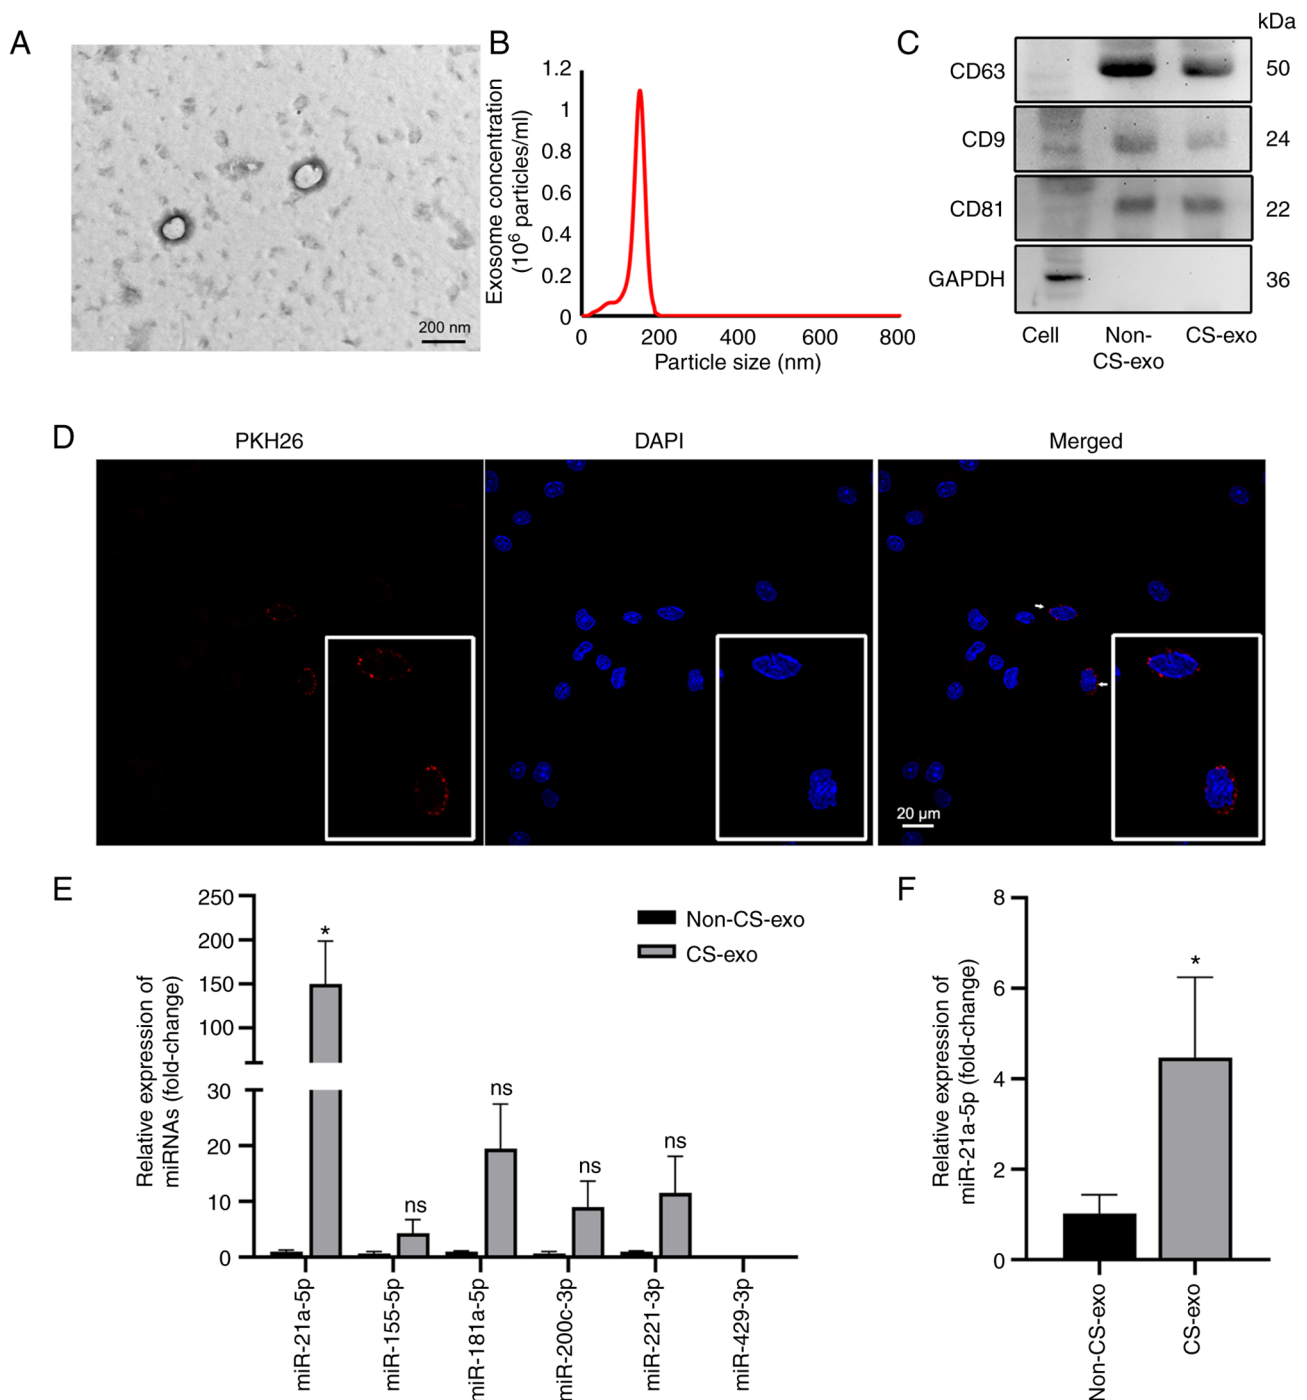 A
200 nm
B
Exosome concentration
(10⁶ particles/ml)
1.2
1
0.8
0.6
0.4
0.2
0
0
200
400
600
800
Particle size (nm)
C
kDa
CD63
50
CD9
24
CD81
22
GAPDH
36
Cell
Non-
CS-exo
CS-exo
D
PKH26
DAPI
Merged
20 µm
E
Relative expression of
miRNAs (fold-change)
250
200
150
100
30
20
10
0
*
ns
ns
ns
ns
Non-CS-exo
CS-exo
miR-21a-5p
miR-155-5p
miR-181a-5p
miR-200c-3p
miR-221-3p
miR-429-3p
F
Relative expression of
miR-21a-5p (fold-change)
8
6
4
2
0
*
Non-CS-exo
CS-exo